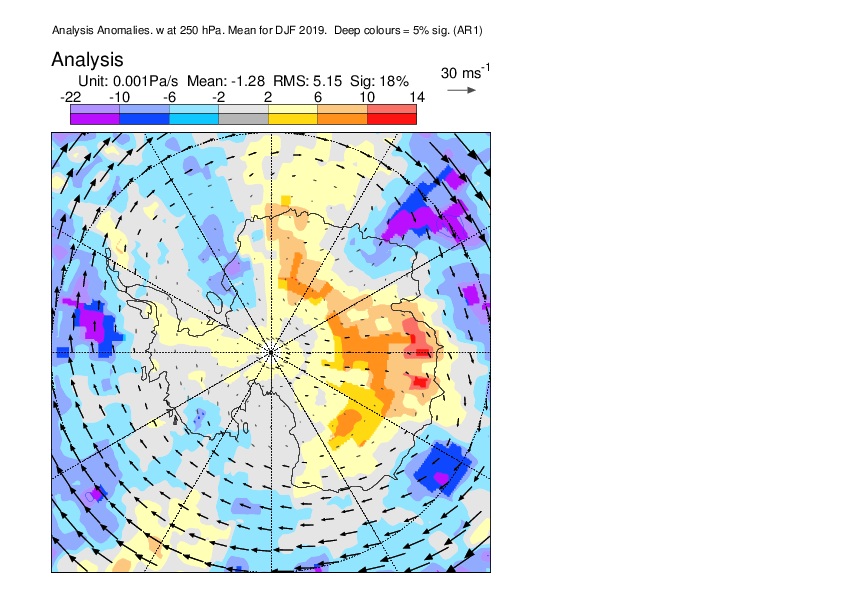 Analysis Anomalies. w at 250 hPa. Mean for DJF 2019. Deep colours = 5% sig. (AR1)
Analysis
30 ms-1
Unit: 0.001Pa/s Mean: -1.28 RMS: 5.15 Sig: 18%
-22 -10 -6 -2 2 6 10 14